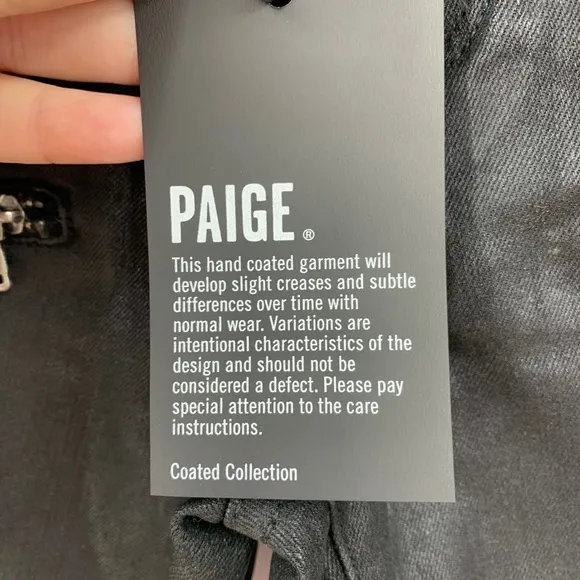 PAIGE®
This hand coated garment will
develop slight creases and subtle
differences over time with
normal wear. Variations are
intentional characteristics of the
design and should not be
considered a defect. Please pay
special attention to the care
instructions.
Coated Collection